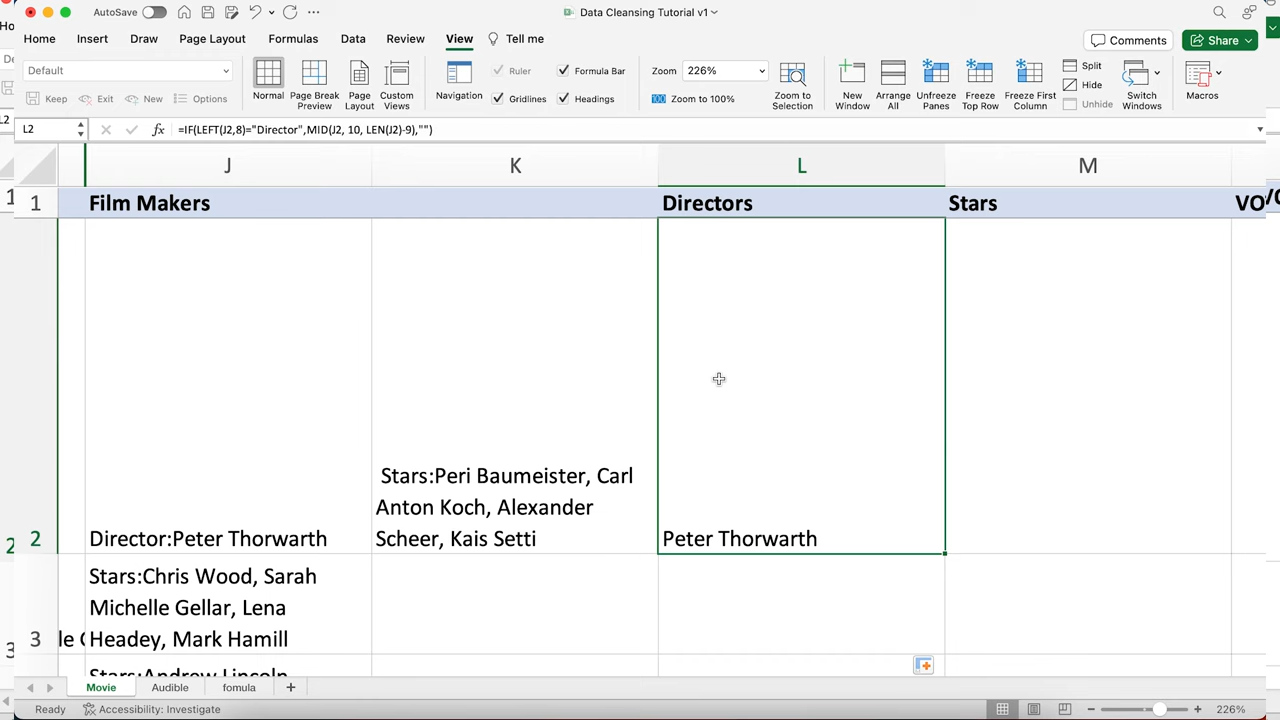 AutoSave
Data Cleansing Tutorial v1
Home Insert Draw Page Layout Formulas Data Review View Tell me
Comments Share
Default
Keep Exit New Options
Normal Page Break Preview Page Layout Custom Views
Navigation
Ruler Formula Bar
Gridlines Headings
Zoom 226%
100 Zoom to 100%
Zoom to Selection
New Window Arrange All Unfreeze Panes Freeze Top Row Freeze First Column
Split
Hide
Unhide
Switch Windows
Macros
L2 fx =IF(LEFT(J2,8)="Director",MID(J2, 10, LEN(J2)-9),"")
J K L M
1 Film Makers Directors Stars VO
Stars:Peri Baumeister, Carl
Anton Koch, Alexander
2 Director:Peter Thorwarth Scheer, Kais Setti Peter Thorwarth
Stars:Chris Wood, Sarah
Michelle Gellar, Lena
3 Headey, Mark Hamill
Stars:Andrew Lincoln
Movie Audible fomula
Ready Accessibility: Investigate 226%